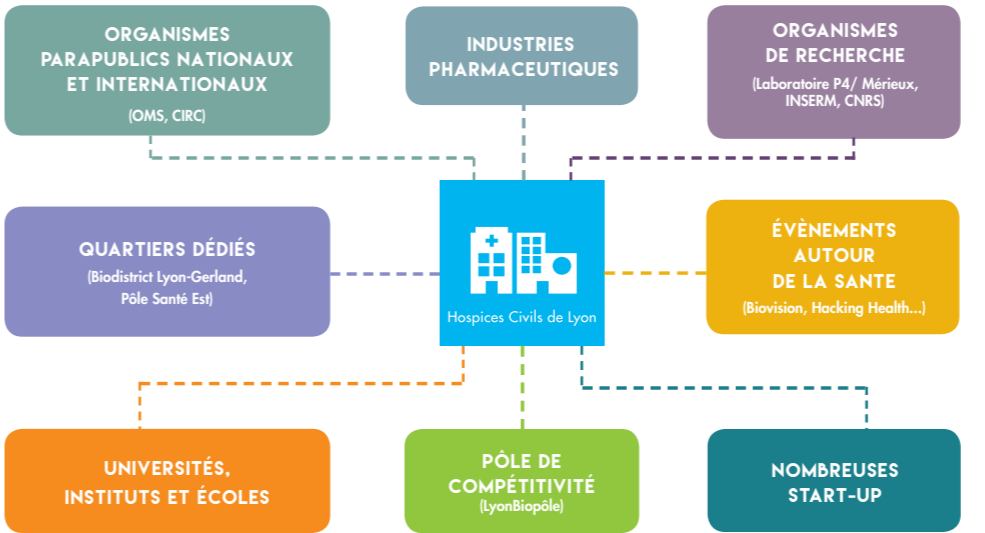 ORGANISMES
PARAPUBLICS NATIONAUX
ET INTERNATIONAUX
(OMS, CIRC)
INDUSTRIES
PHARMACEUTIQUES
ORGANISMES
DE RECHERCHE
(Laboratoire P4/ Mérieux,
INSERM, CNRS)
QUARTIERS DÉDIÉS
(Biodistrict Lyon-Gerland,
Pôle Santé Est)
Hospices Civils de Lyon
ÉVÈNEMENTS
AUTOUR
DE LA SANTE
(Biovision, Hacking Health...)
UNIVERSITÉS,
INSTITUTS ET ÉCOLES
PÔLE DE
COMPÉTITIVITÉ
(LyonBiopôle)
NOMBREUSES
START-UP